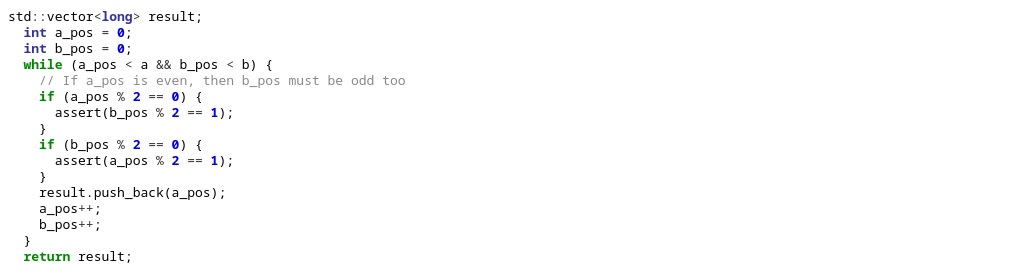 std::vector<long> result;
  int a_pos = 0;
  int b_pos = 0;
  while (a_pos < a && b_pos < b) {
    // If a_pos is even, then b_pos must be odd too
    if (a_pos % 2 == 0) {
      assert(b_pos % 2 == 1);
    }
    if (b_pos % 2 == 0) {
      assert(a_pos % 2 == 1);
    }
    result.push_back(a_pos);
    a_pos++;
    b_pos++;
  }
  return result;